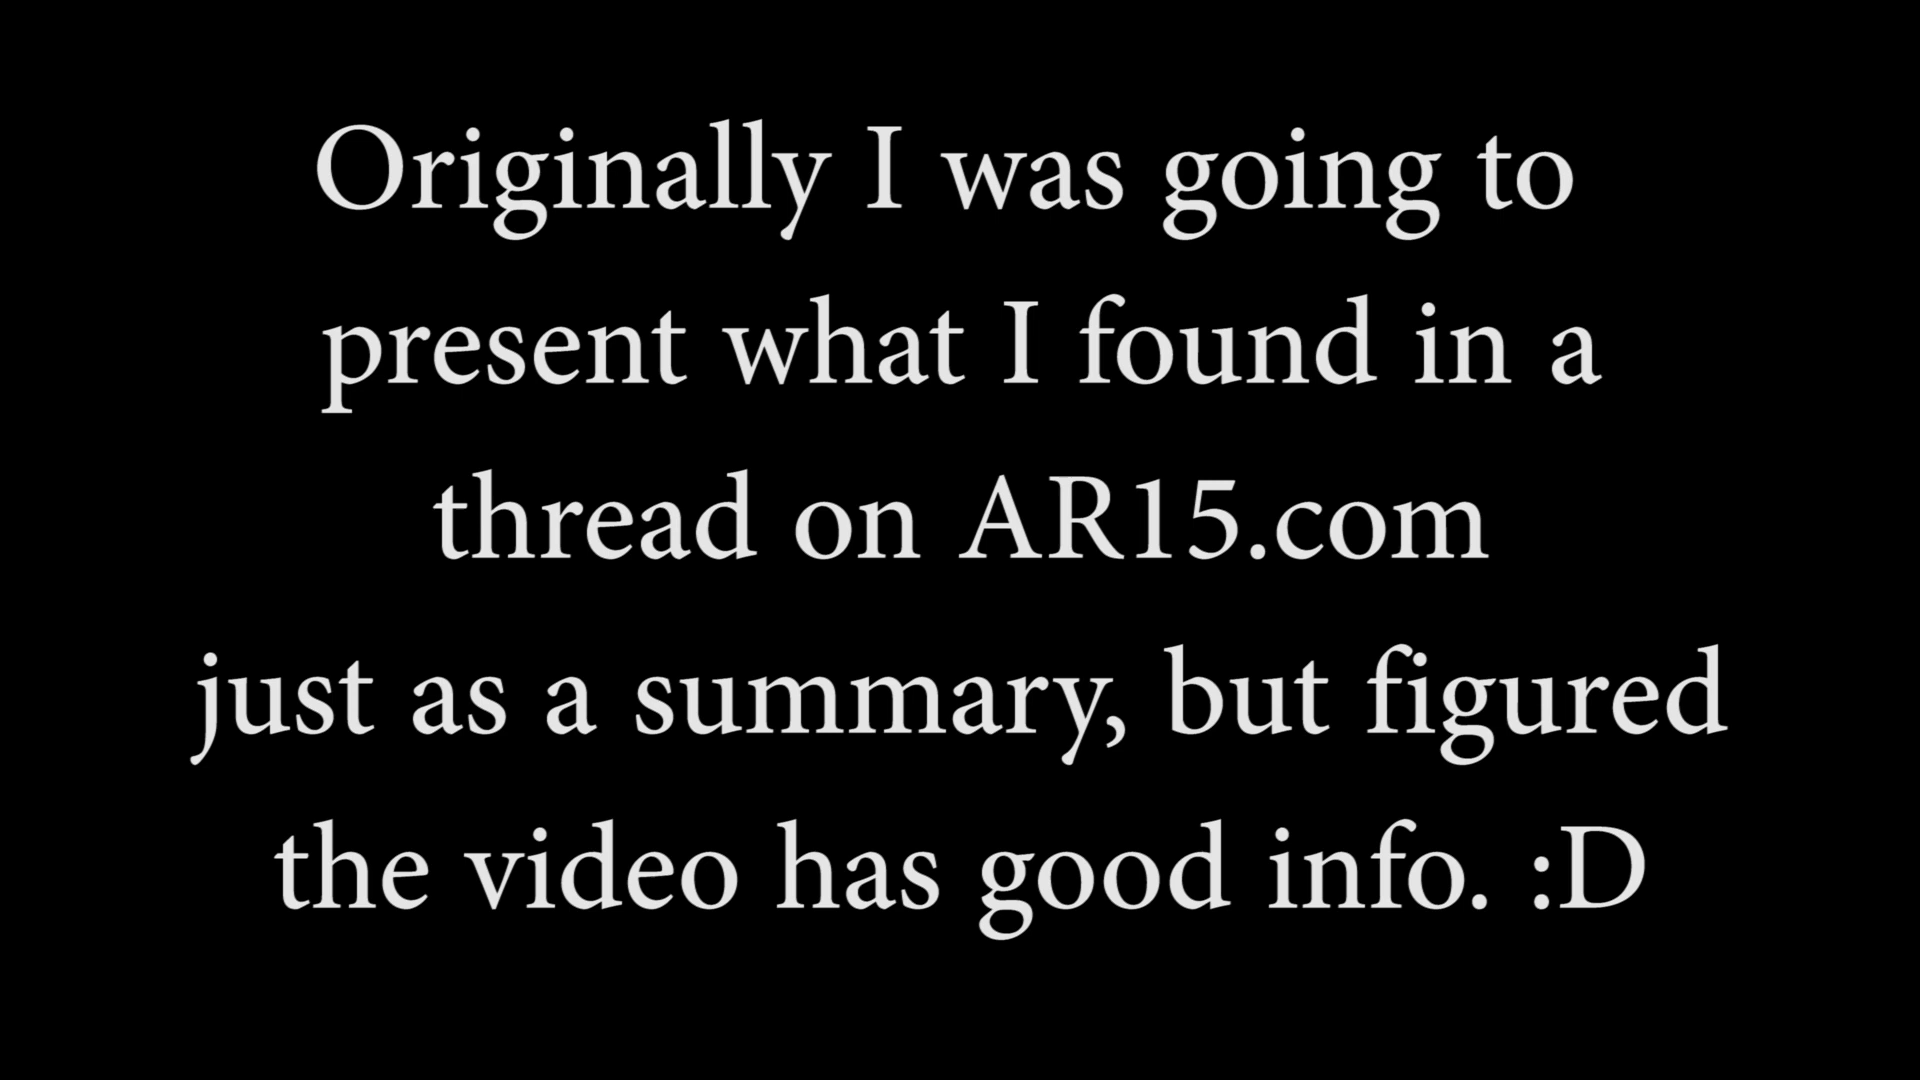 Originally I was going to
present what I found in a
thread on AR15.com
just as a summary, but figured
the video has good info. :D